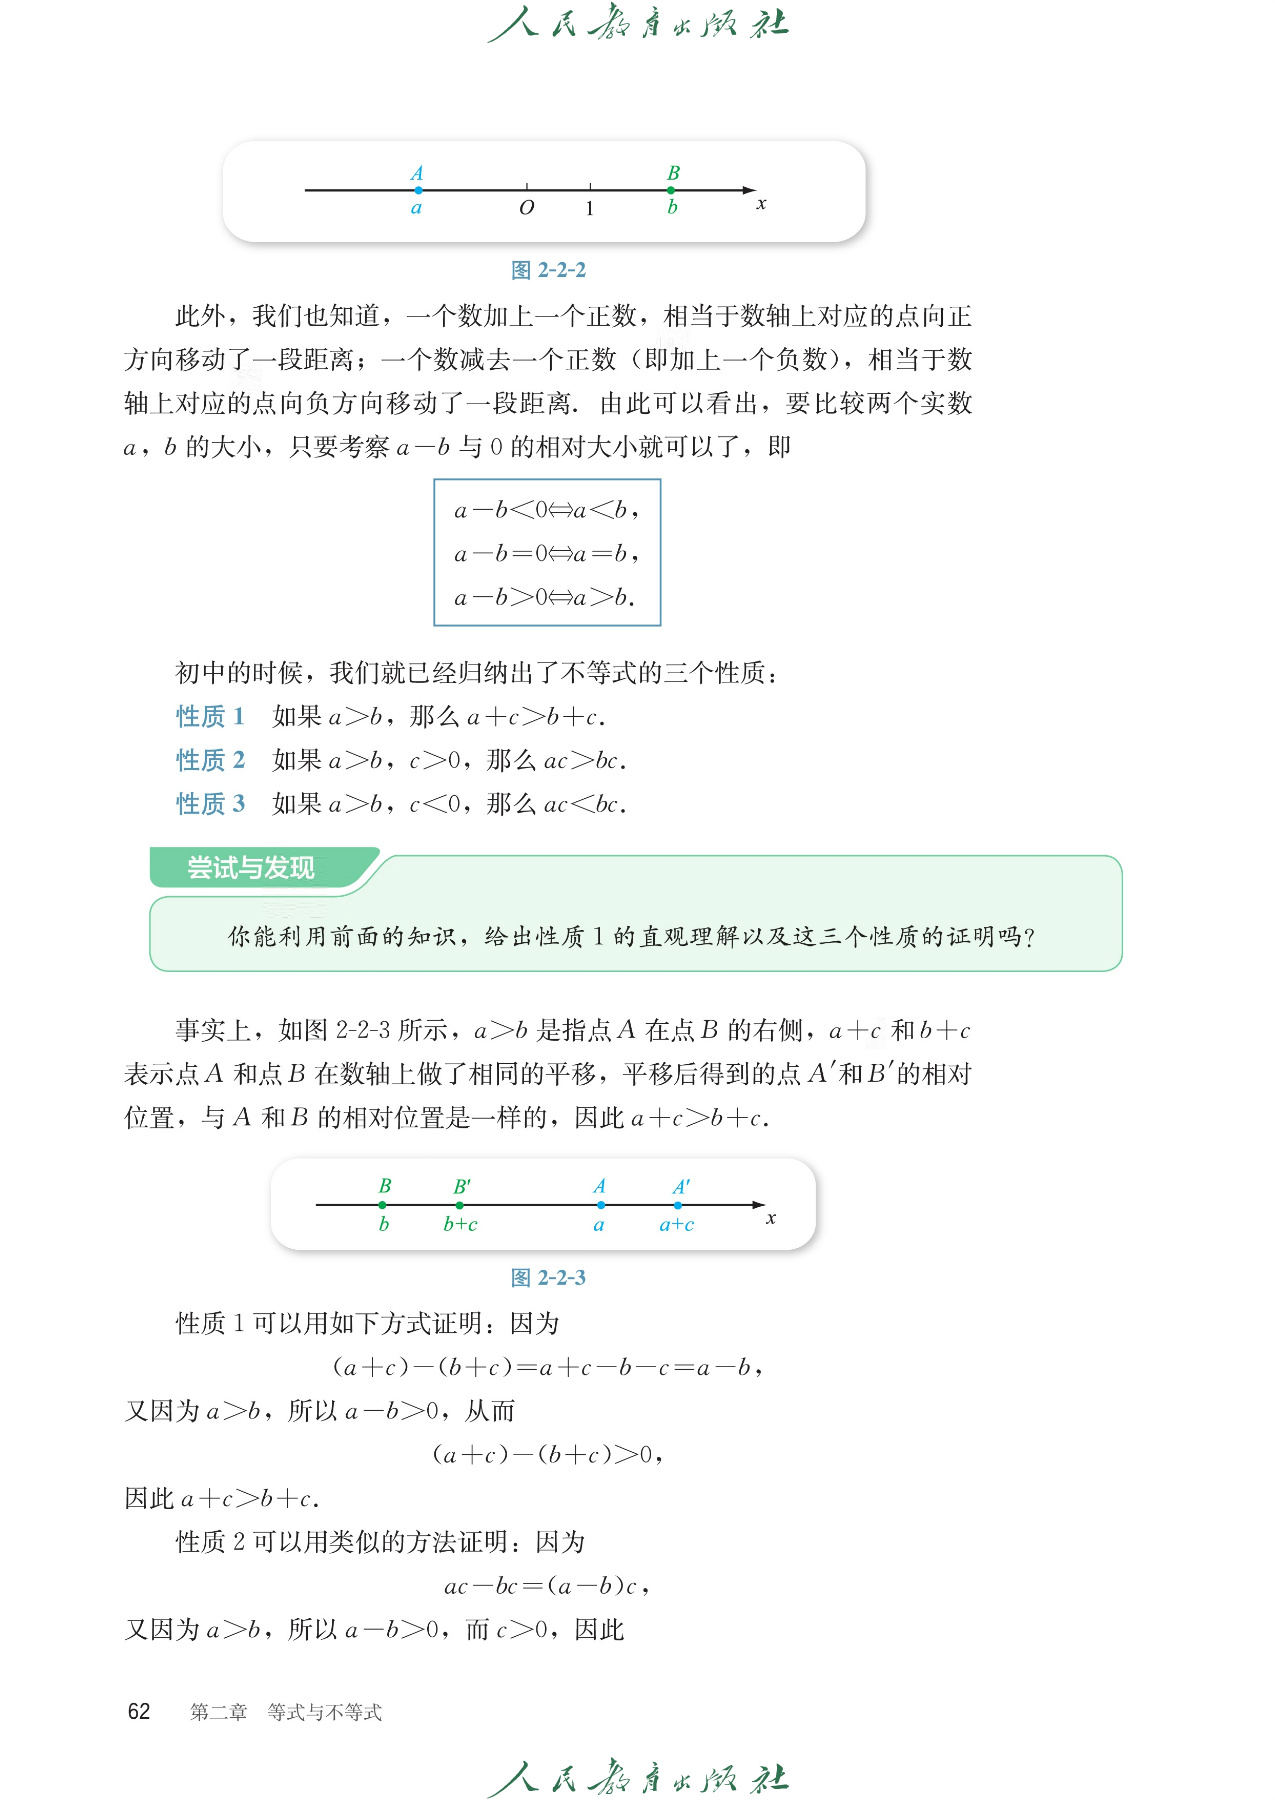 人民教育出版社
A B
a O 1 b x
图 2-2-2
此外，我们也知道，一个数加上一个正数，相当于数轴上对应的点向正
方向移动了一段距离；一个数减去一个正数（即加上一个负数），相当于数
轴上对应的点向负方向移动了一段距离．由此可以看出，要比较两个实数
a，b 的大小，只要考察 a－b 与 0 的相对大小就可以了，即
a－b＜0⇔a＜b，
a－b＝0⇔a＝b，
a－b＞0⇔a＞b．
初中的时候，我们就已经归纳出了不等式的三个性质：
性质 1 如果 a＞b，那么 a＋c＞b＋c．
性质 2 如果 a＞b，c＞0，那么 ac＞bc．
性质 3 如果 a＞b，c＜0，那么 ac＜bc．
尝试与发现
你能利用前面的知识，给出性质 1 的直观理解以及这三个性质的证明吗？
事实上，如图 2-2-3 所示，a＞b 是指点 A 在点 B 的右侧，a＋c 和 b＋c
表示点 A 和点 B 在数轴上做了相同的平移，平移后得到的点 A′和 B′的相对
位置，与 A 和 B 的相对位置是一样的，因此 a＋c＞b＋c．
B B′ A A′
b b+c a a+c x
图 2-2-3
性质 1 可以用如下方式证明：因为
（a＋c）－（b＋c）＝a＋c－b－c＝a－b，
又因为 a＞b，所以 a－b＞0，从而
（a＋c）－（b＋c）＞0，
因此 a＋c＞b＋c．
性质 2 可以用类似的方法证明：因为
ac－bc＝（a－b）c，
又因为 a＞b，所以 a－b＞0，而 c＞0，因此
62 第二章 等式与不等式
人民教育出版社